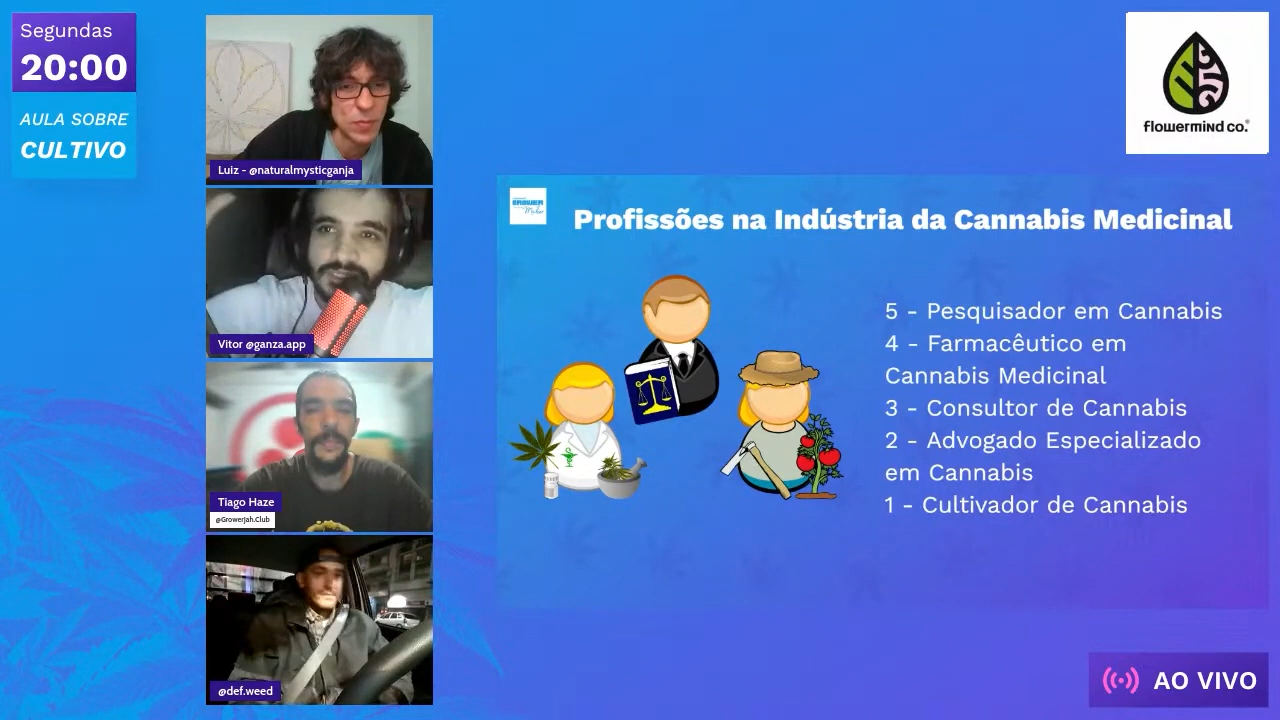 Segundas
20:00
AULA SOBRE
CULTIVO
Luiz - @naturalmysticganja
Vitor @ganza.app
Tiago Haze
@Growerjah.Club
@def.weed
flowermind co.®
GROWER
Maker
Profissões na Indústria da Cannabis Medicinal
5 - Pesquisador em Cannabis
4 - Farmacêutico em
Cannabis Medicinal
3 - Consultor de Cannabis
2 - Advogado Especializado
em Cannabis
1 - Cultivador de Cannabis
AO VIVO